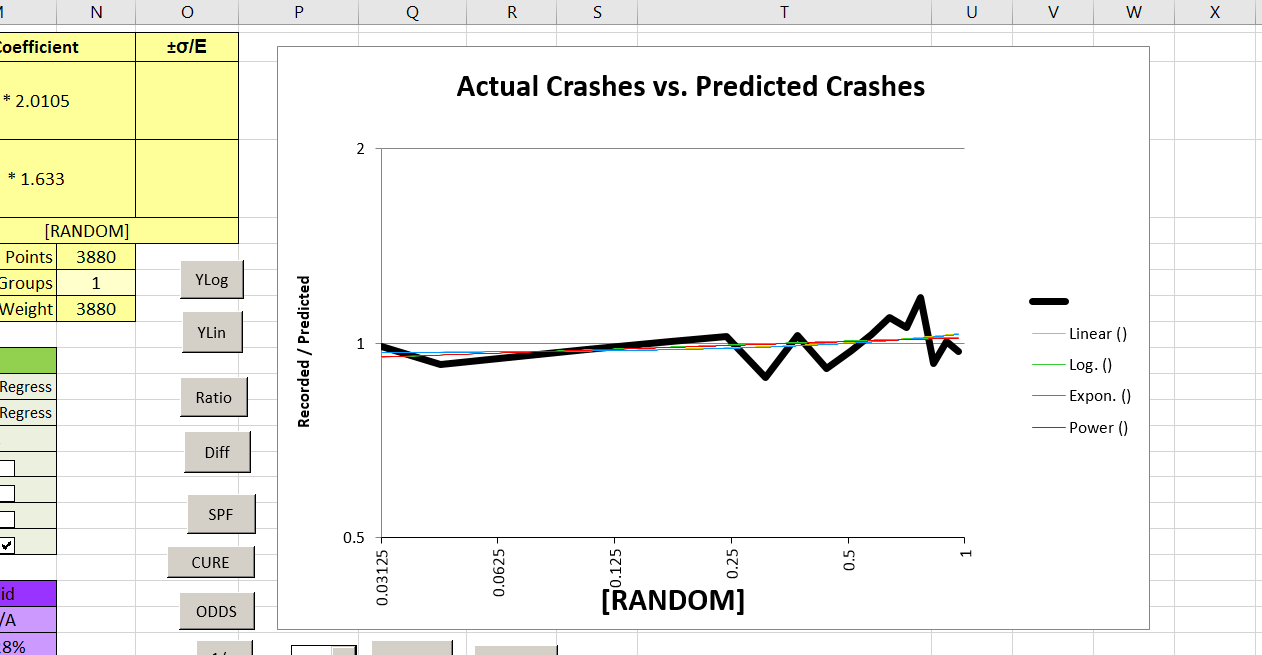 N O P Q R S T U V W X
Coefficient ±σ/E
* 2.0105
* 1.633
[RANDOM]
Points 3880
Groups 1
Weight 3880
Regress
Regress
id
/A
8%
YLog
YLin
Ratio
Diff
SPF
CURE
ODDS
Actual Crashes vs. Predicted Crashes
Recorded / Predicted
2
1
0.5
0.03125
0.0625
0.125
0.25
0.5
1
[RANDOM]
Linear ()
Log. ()
Expon. ()
Power ()